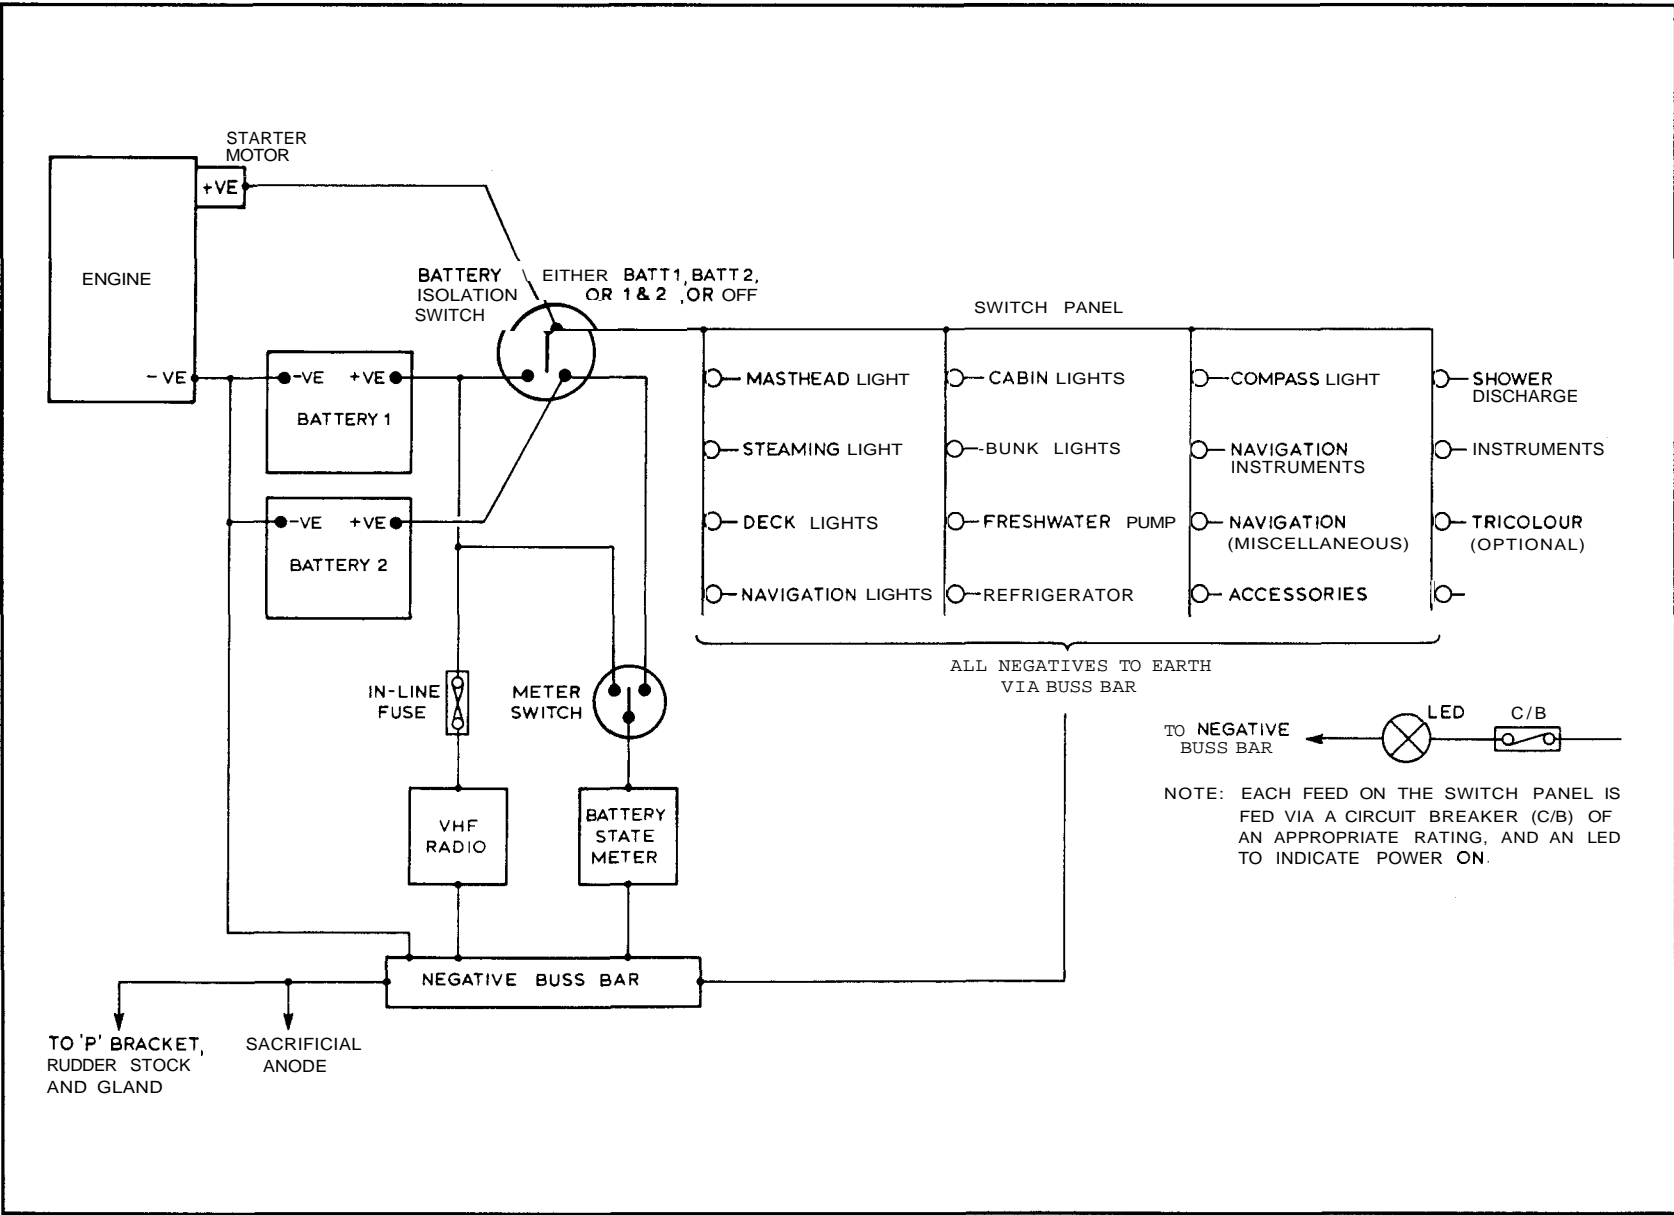 STARTER
MOTOR
+VE
ENGINE
-VE
BATTERY
ISOLATION
SWITCH
EITHER BATT 1, BATT 2,
OR 1 & 2 ,OR OFF
-VE +VE
BATTERY 1
-VE +VE
BATTERY 2
SWITCH PANEL
MASTHEAD LIGHT
STEAMING LIGHT
DECK LIGHTS
NAVIGATION LIGHTS
CABIN LIGHTS
BUNK LIGHTS
FRESHWATER PUMP
REFRIGERATOR
COMPASS LIGHT
NAVIGATION
INSTRUMENTS
NAVIGATION
(MISCELLANEOUS)
ACCESSORIES
SHOWER
DISCHARGE
INSTRUMENTS
TRICOLOUR
(OPTIONAL)
ALL NEGATIVES TO EARTH
VIA BUSS BAR
IN-LINE
FUSE
METER
SWITCH
VHF
RADIO
BATTERY
STATE
METER
LED
C/B
TO NEGATIVE
BUSS BAR
NOTE: EACH FEED ON THE SWITCH PANEL IS
FED VIA A CIRCUIT BREAKER (C/B) OF
AN APPROPRIATE RATING, AND AN LED
TO INDICATE POWER ON.
NEGATIVE BUSS BAR
TO 'P' BRACKET,
RUDDER STOCK
AND GLAND
SACRIFICIAL
ANODE